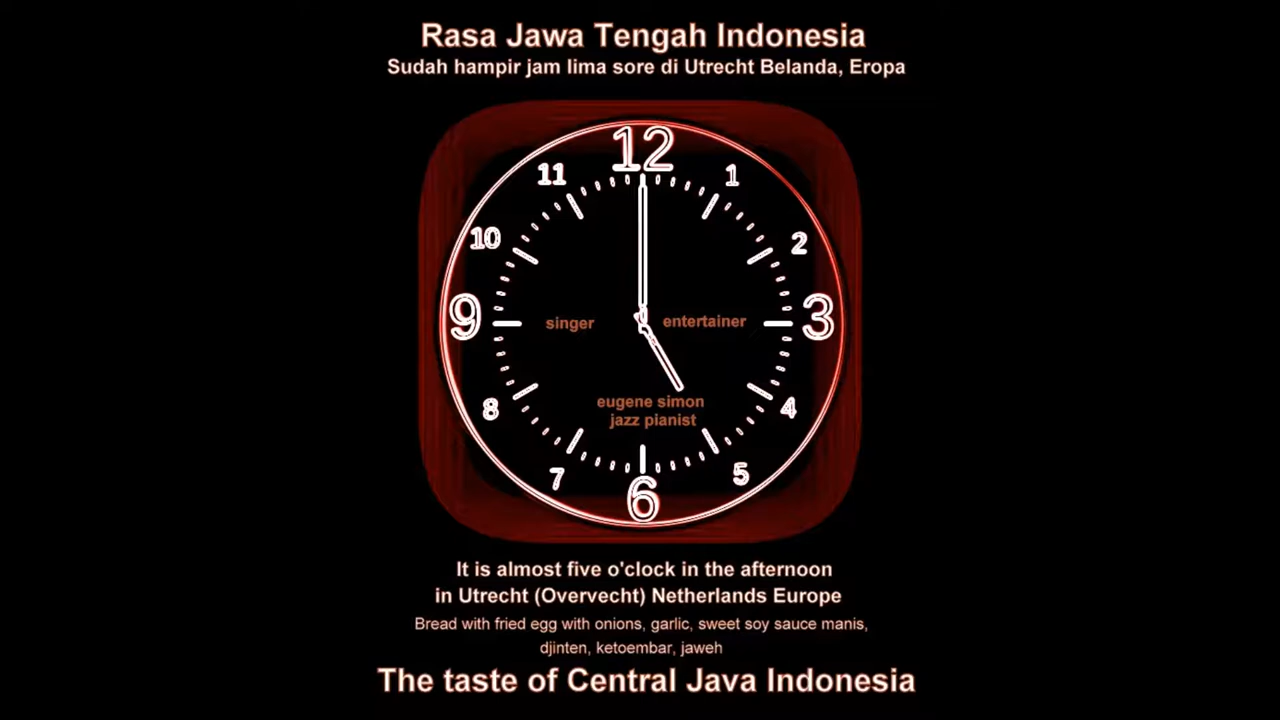 Rasa Jawa Tengah Indonesia
Sudah hampir jam lima sore di Utrecht Belanda, Eropa
12
11 1
10 2
9 singer entertainer 3
eugene simon
8 4
jazz pianist
7 5
6
It is almost five o'clock in the afternoon
in Utrecht (Overvecht) Netherlands Europe
Bread with fried egg with onions, garlic, sweet soy sauce manis,
djinten, ketoembar, jaweh
The taste of Central Java Indonesia